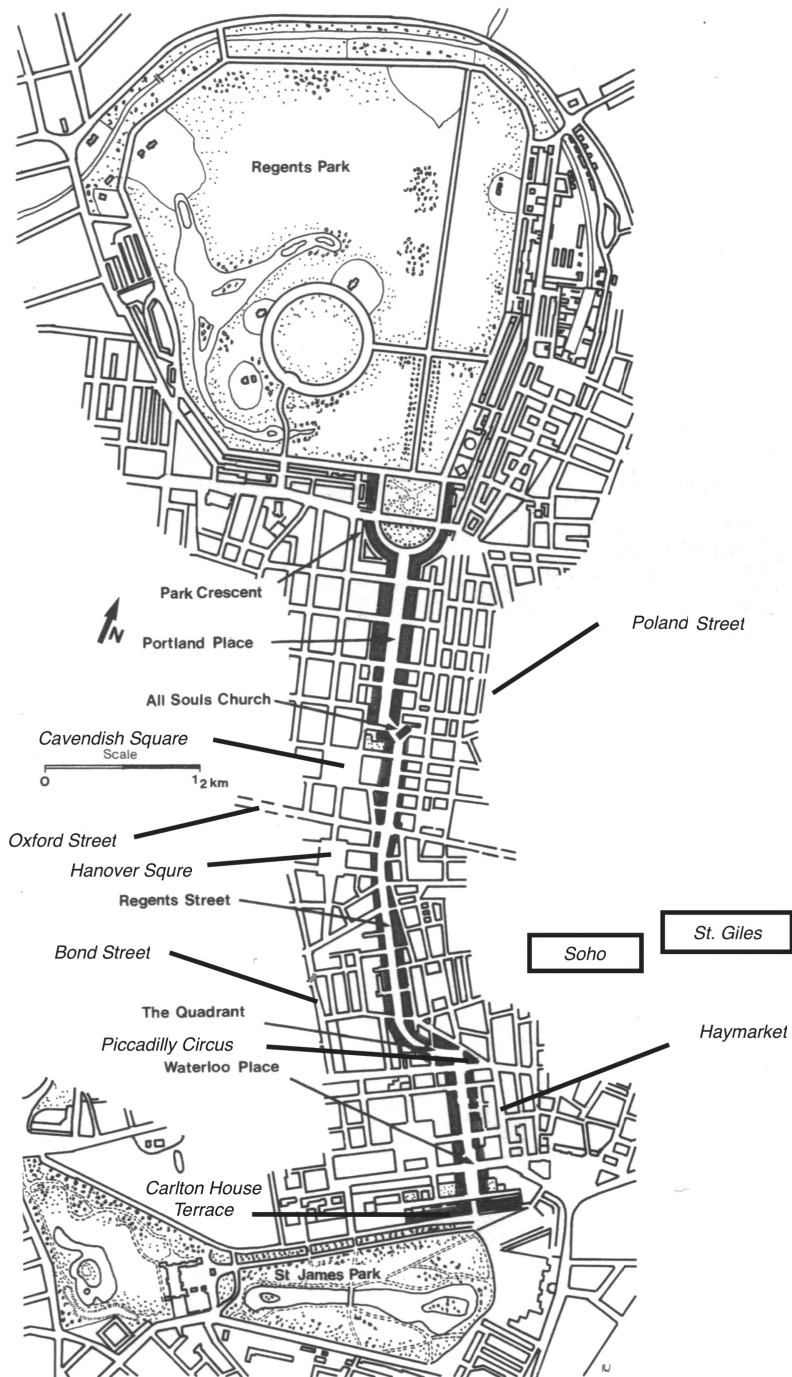 Regents Park
Park Crescent
N
Portland Place
Poland Street
All Souls Church
Cavendish Square
Scale
0 1 2 km
Oxford Street
Hanover Squre
Regents Street
St. Giles
Soho
Bond Street
The Quadrant
Haymarket
Piccadilly Circus
Waterloo Place
Carlton House
Terrace
St James Park